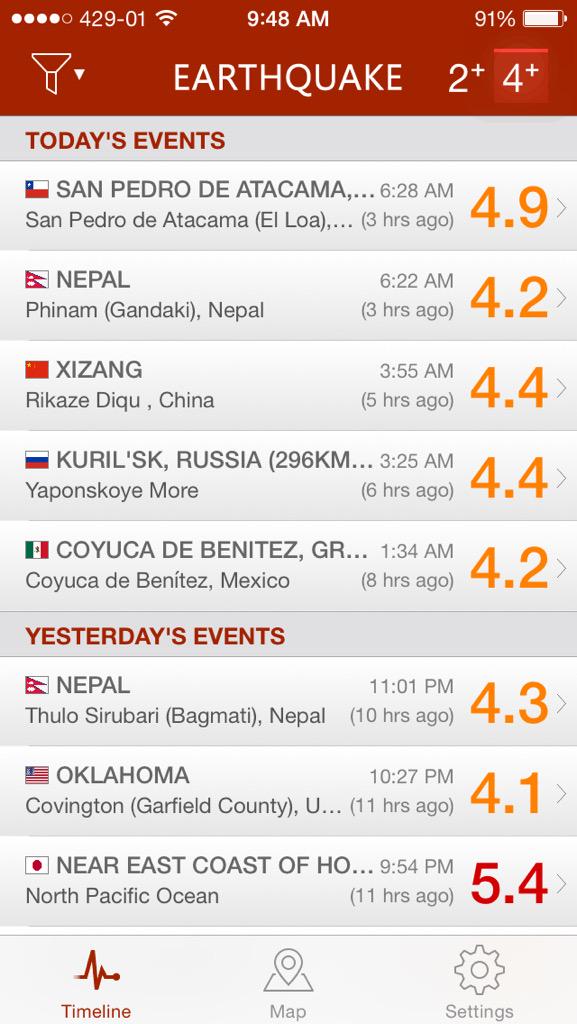 429-01 9:48 AM 91%
EARTHQUAKE 2+ 4+
TODAY'S EVENTS
SAN PEDRO DE ATACAMA,... 6:28 AM 4.9
San Pedro de Atacama (El Loa),... (3 hrs ago)
NEPAL 6:22 AM 4.2
Phinam (Gandaki), Nepal (3 hrs ago)
XIZANG 3:55 AM 4.4
Rikaze Diqu , China (5 hrs ago)
KURIL'SK, RUSSIA (296KM... 3:25 AM 4.4
Yaponskoye More (6 hrs ago)
COYUCA DE BENITEZ, GR... 1:34 AM 4.2
Coyuca de Benítez, Mexico (8 hrs ago)
YESTERDAY'S EVENTS
NEPAL 11:01 PM 4.3
Thulo Sirubari (Bagmati), Nepal (10 hrs ago)
OKLAHOMA 10:27 PM 4.1
Covington (Garfield County), U... (11 hrs ago)
NEAR EAST COAST OF HO... 9:54 PM 5.4
North Pacific Ocean (11 hrs ago)
Timeline Map Settings